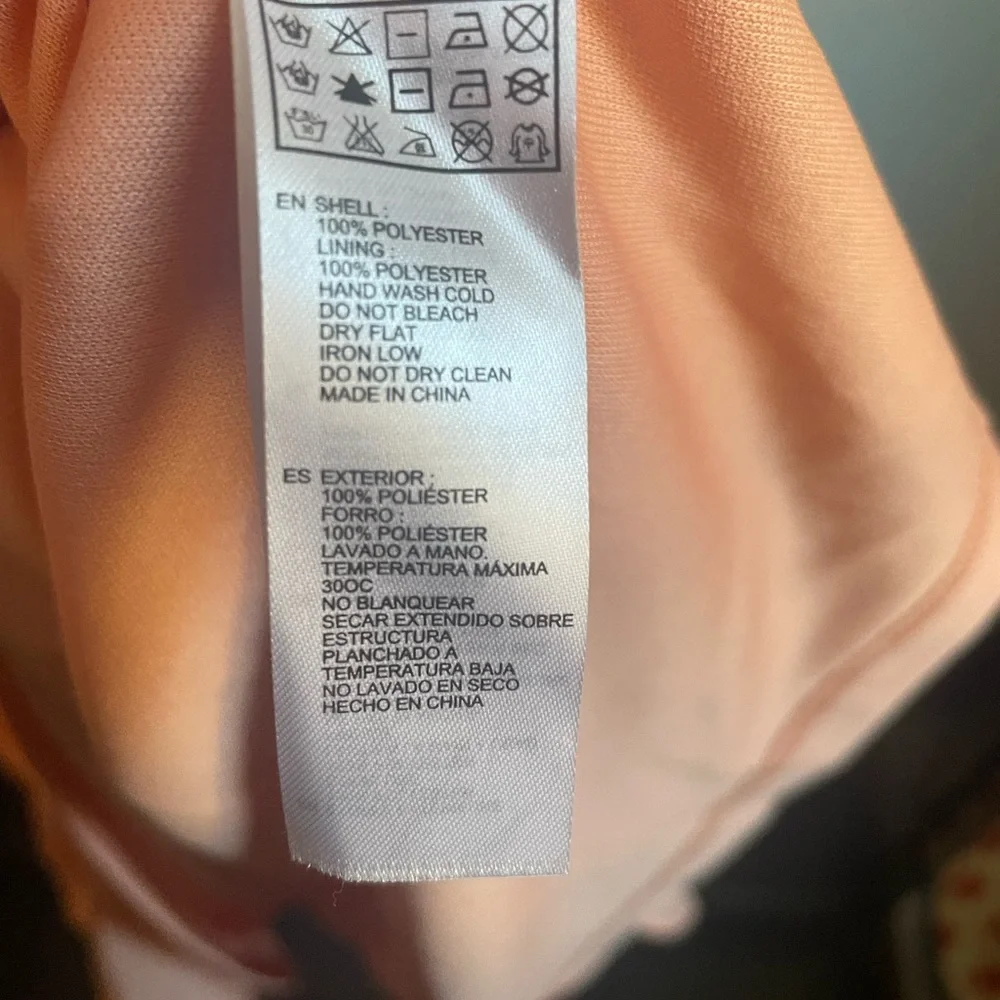 EN SHELL :
100% POLYESTER
LINING :
100% POLYESTER
HAND WASH COLD
DO NOT BLEACH
DRY FLAT
IRON LOW
DO NOT DRY CLEAN
MADE IN CHINA
ES EXTERIOR :
100% POLIÉSTER
FORRO :
100% POLIÉSTER
LAVADO A MANO.
TEMPERATURA MÁXIMA
30OC
NO BLANQUEAR
SECAR EXTENDIDO SOBRE
ESTRUCTURA
PLANCHADO A
TEMPERATURA BAJA
NO LAVADO EN SECO
HECHO EN CHINA